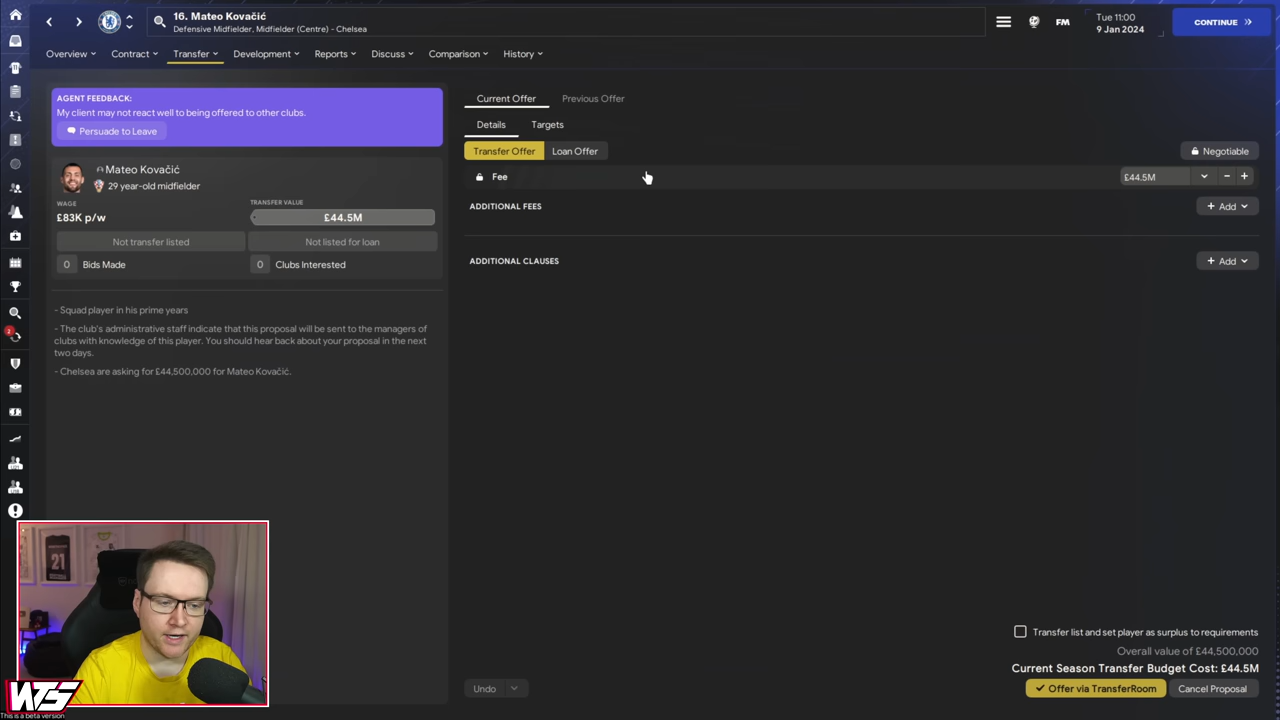 16. Mateo Kovačić
Defensive Midfielder, Midfielder (Centre) - Chelsea
FM
Tue 11:00
9 Jan 2024
CONTINUE
Overview
Contract
Transfer
Development
Reports
Discuss
Comparison
History
AGENT FEEDBACK:
My client may not react well to being offered to other clubs.
Persuade to Leave
Mateo Kovačić
29 year-old midfielder
WAGE
£83K p/w
TRANSFER VALUE
£44.5M
Not transfer listed
Not listed for loan
0 Bids Made
0 Clubs Interested
- Squad player in his prime years
- The club's administrative staff indicate that this proposal will be sent to the managers of
clubs with knowledge of this player. You should hear back about your proposal in the next
two days.
- Chelsea are asking for £44,500,000 for Mateo Kovačić.
Current Offer
Previous Offer
Details
Targets
Transfer Offer
Loan Offer
Negotiable
Fee
£44.5M
ADDITIONAL FEES
+ Add
ADDITIONAL CLAUSES
+ Add
2
21
Transfer list and set player as surplus to requirements
Overall value of £44,500,000
Current Season Transfer Budget Cost: £44.5M
Undo
Offer via TransferRoom
Cancel Proposal
WTS
This is a beta version